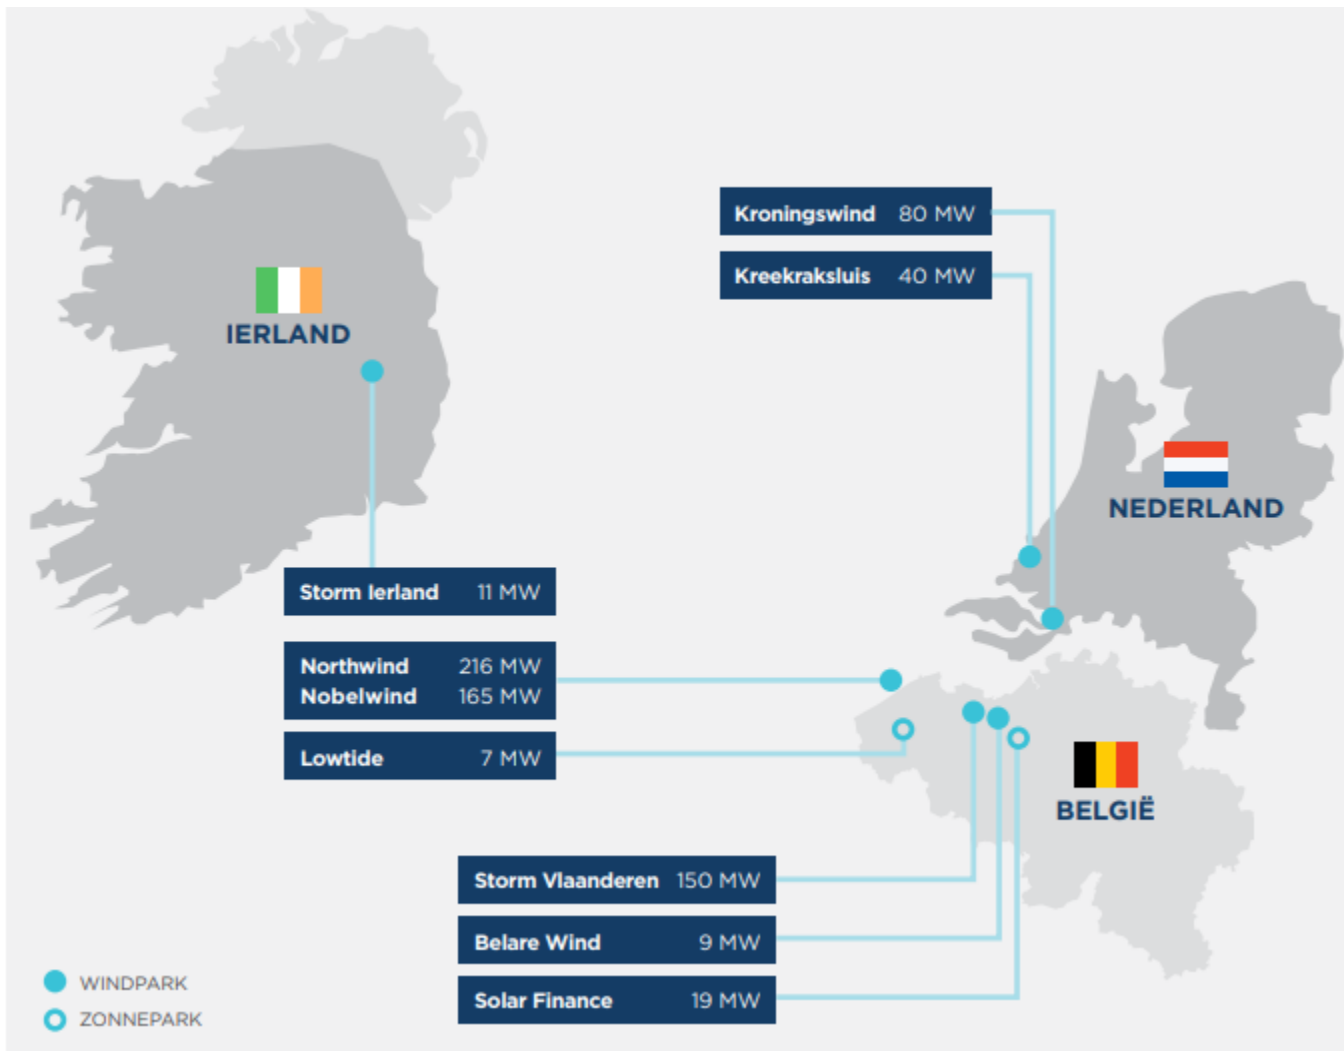 Kroningswind 80 MW
Kreekraksluis 40 MW
IERLAND
NEDERLAND
Storm Ierland 11 MW
Northwind 216 MW
Nobelwind 165 MW
Lowtide 7 MW
BELGIË
Storm Vlaanderen 150 MW
Belare Wind 9 MW
Solar Finance 19 MW
WINDPARK
ZONNEPARK